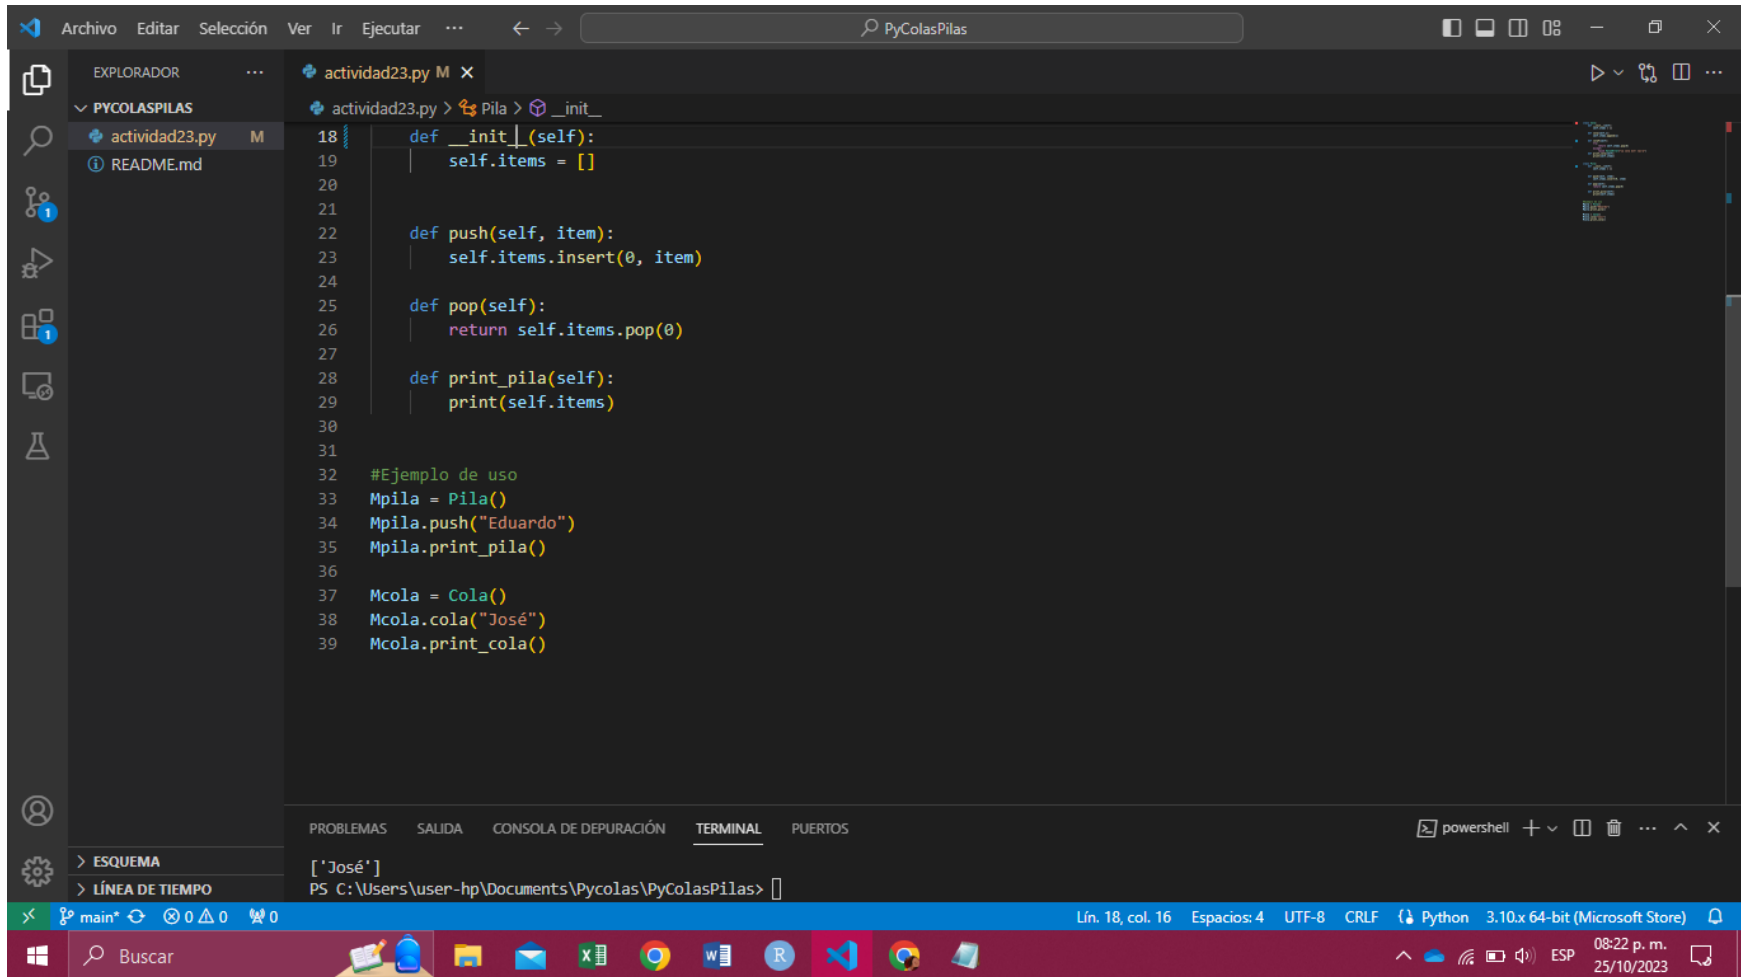 Archivo Editar Selección Ver Ir Ejecutar ··· PyColasPilas
EXPLORADOR ···
PYCOLASPILAS
actividad23.py M
README.md
ESQUEMA
LÍNEA DE TIEMPO
actividad23.py M
actividad23.py > Pila > __init__
18 def __init__(self):
19 self.items = []
20
21
22 def push(self, item):
23 self.items.insert(0, item)
24
25 def pop(self):
26 return self.items.pop(0)
27
28 def print_pila(self):
29 print(self.items)
30
31
32 #Ejemplo de uso
33 Mpila = Pila()
34 Mpila.push("Eduardo")
35 Mpila.print_pila()
36
37 Mcola = Cola()
38 Mcola.cola("José")
39 Mcola.print_cola()
PROBLEMAS SALIDA CONSOLA DE DEPURACIÓN TERMINAL PUERTOS powershell
['José']
PS C:\Users\user-hp\Documents\Pycolas\PyColasPilas>
main* 0 0 0 Lín. 18, col. 16 Espacios: 4 UTF-8 CRLF Python 3.10.x 64-bit (Microsoft Store)
Buscar ESP 08:22 p. m.
25/10/2023